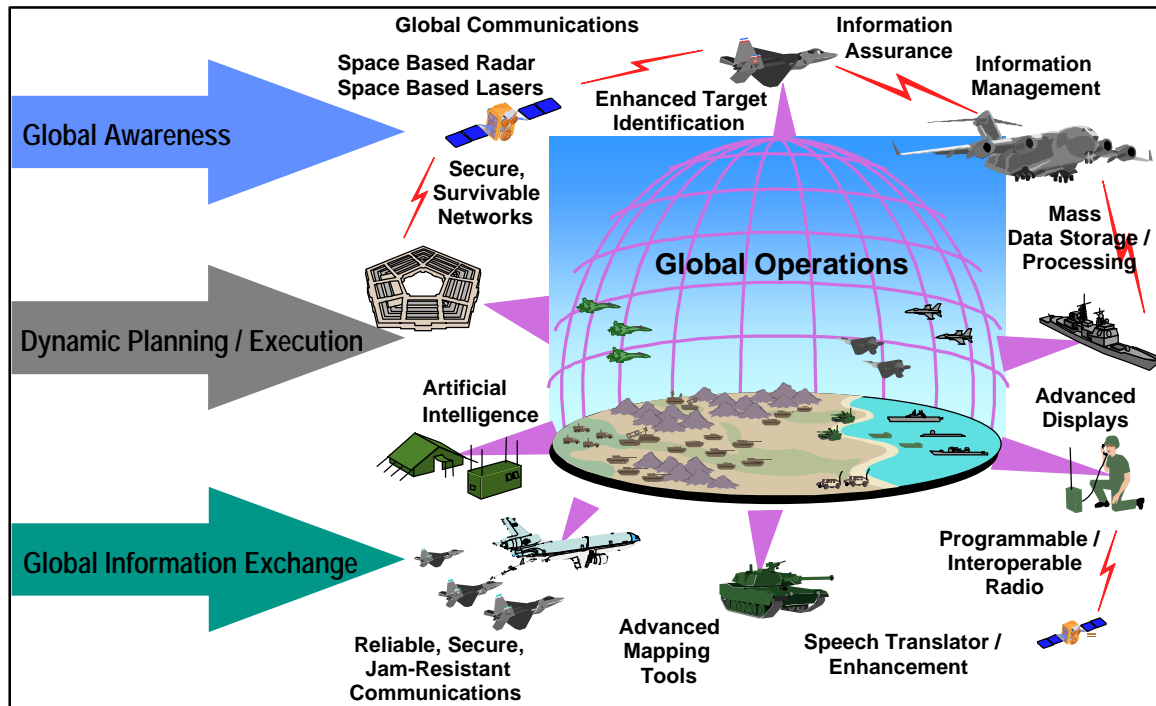 Global Communications
Information
Assurance
Space Based Radar
Space Based Lasers
Information
Management
Enhanced Target
Identification
Global Awareness
Secure,
Survivable
Networks
Mass
Data Storage /
Processing
Global Operations
Dynamic Planning / Execution
Artificial
Intelligence
Advanced
Displays
Global Information Exchange
Programmable /
Interoperable
Radio
Reliable, Secure,
Jam-Resistant
Communications
Advanced
Mapping
Tools
Speech Translator /
Enhancement